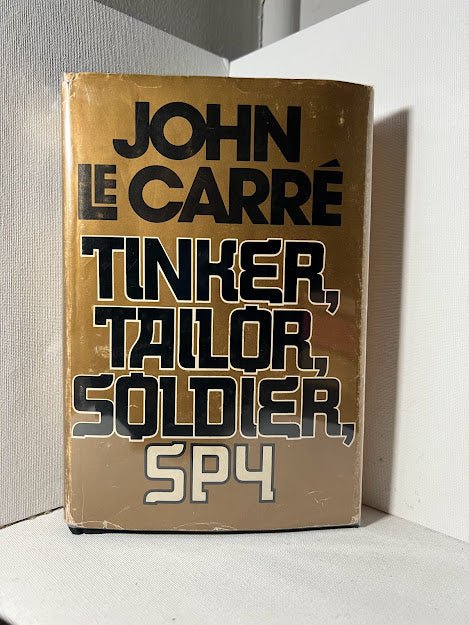 JOHN
LE CARRÉ
TINKER,
TAILOR,
SOLDIER,
SPY